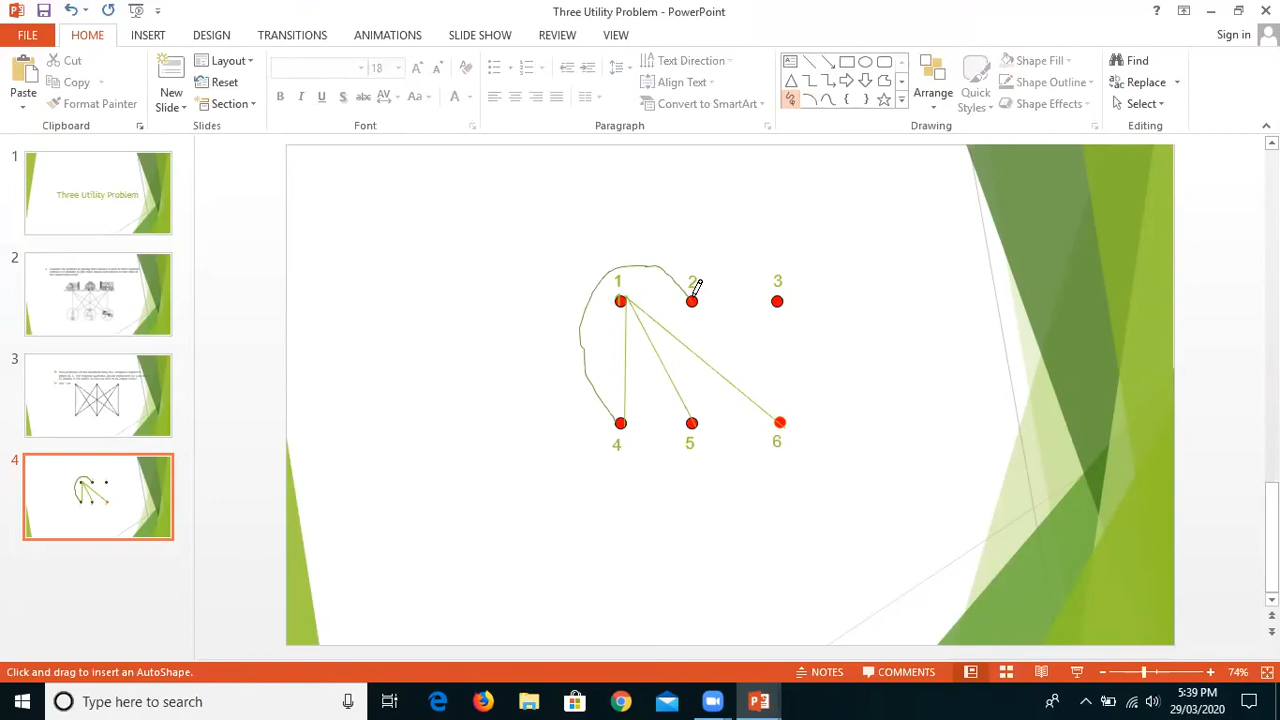 Three Utility Problem - PowerPoint
?
FILE HOME INSERT DESIGN TRANSITIONS ANIMATIONS SLIDE SHOW REVIEW VIEW Sign in
Paste
Cut
Copy
Format Painter
Clipboard
New Slide
Layout
Reset
Section
Slides
18
B I U S abc AV Aa A
Font
Text Direction
Align Text
Convert to SmartArt
Paragraph
Arrange
Quick Styles
Shape Fill
Shape Outline
Shape Effects
Drawing
Find
Replace
Select
Editing
1
Three Utility Problem
2
3
4
1 2 3
4 5 6
Click and drag to insert an AutoShape.
NOTES COMMENTS 74%
Type here to search
5:39 PM
29/03/2020